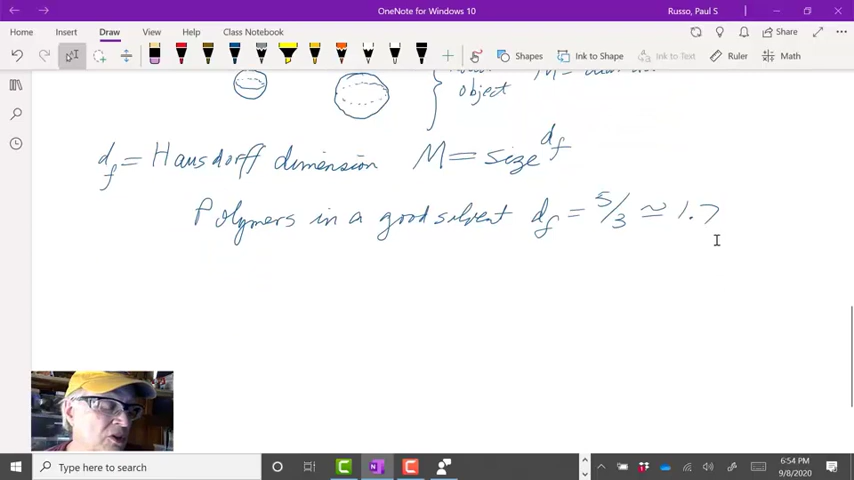 OneNote for Windows 10
Russo, Paul S
Home Insert Draw View Class Notebook
Share
Shapes Ink to Shape Ink to Text Ruler Math
object M =
df = Hausdorff dimension M = size^df
Polymers in a good solvent df = 5/3 ≃ 1.7
Type here to search
6:54 PM
9/8/2020